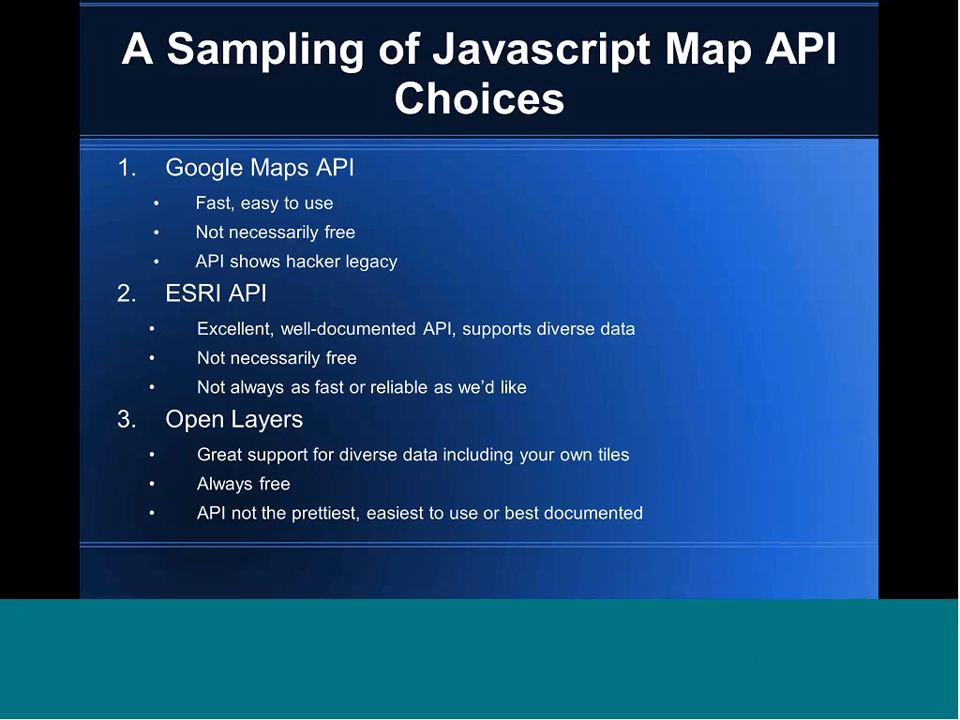 A Sampling of Javascript Map API
Choices
1. Google Maps API
• Fast, easy to use
• Not necessarily free
• API shows hacker legacy
2. ESRI API
• Excellent, well-documented API, supports diverse data
• Not necessarily free
• Not always as fast or reliable as we’d like
3. Open Layers
• Great support for diverse data including your own tiles
• Always free
• API not the prettiest, easiest to use or best documented